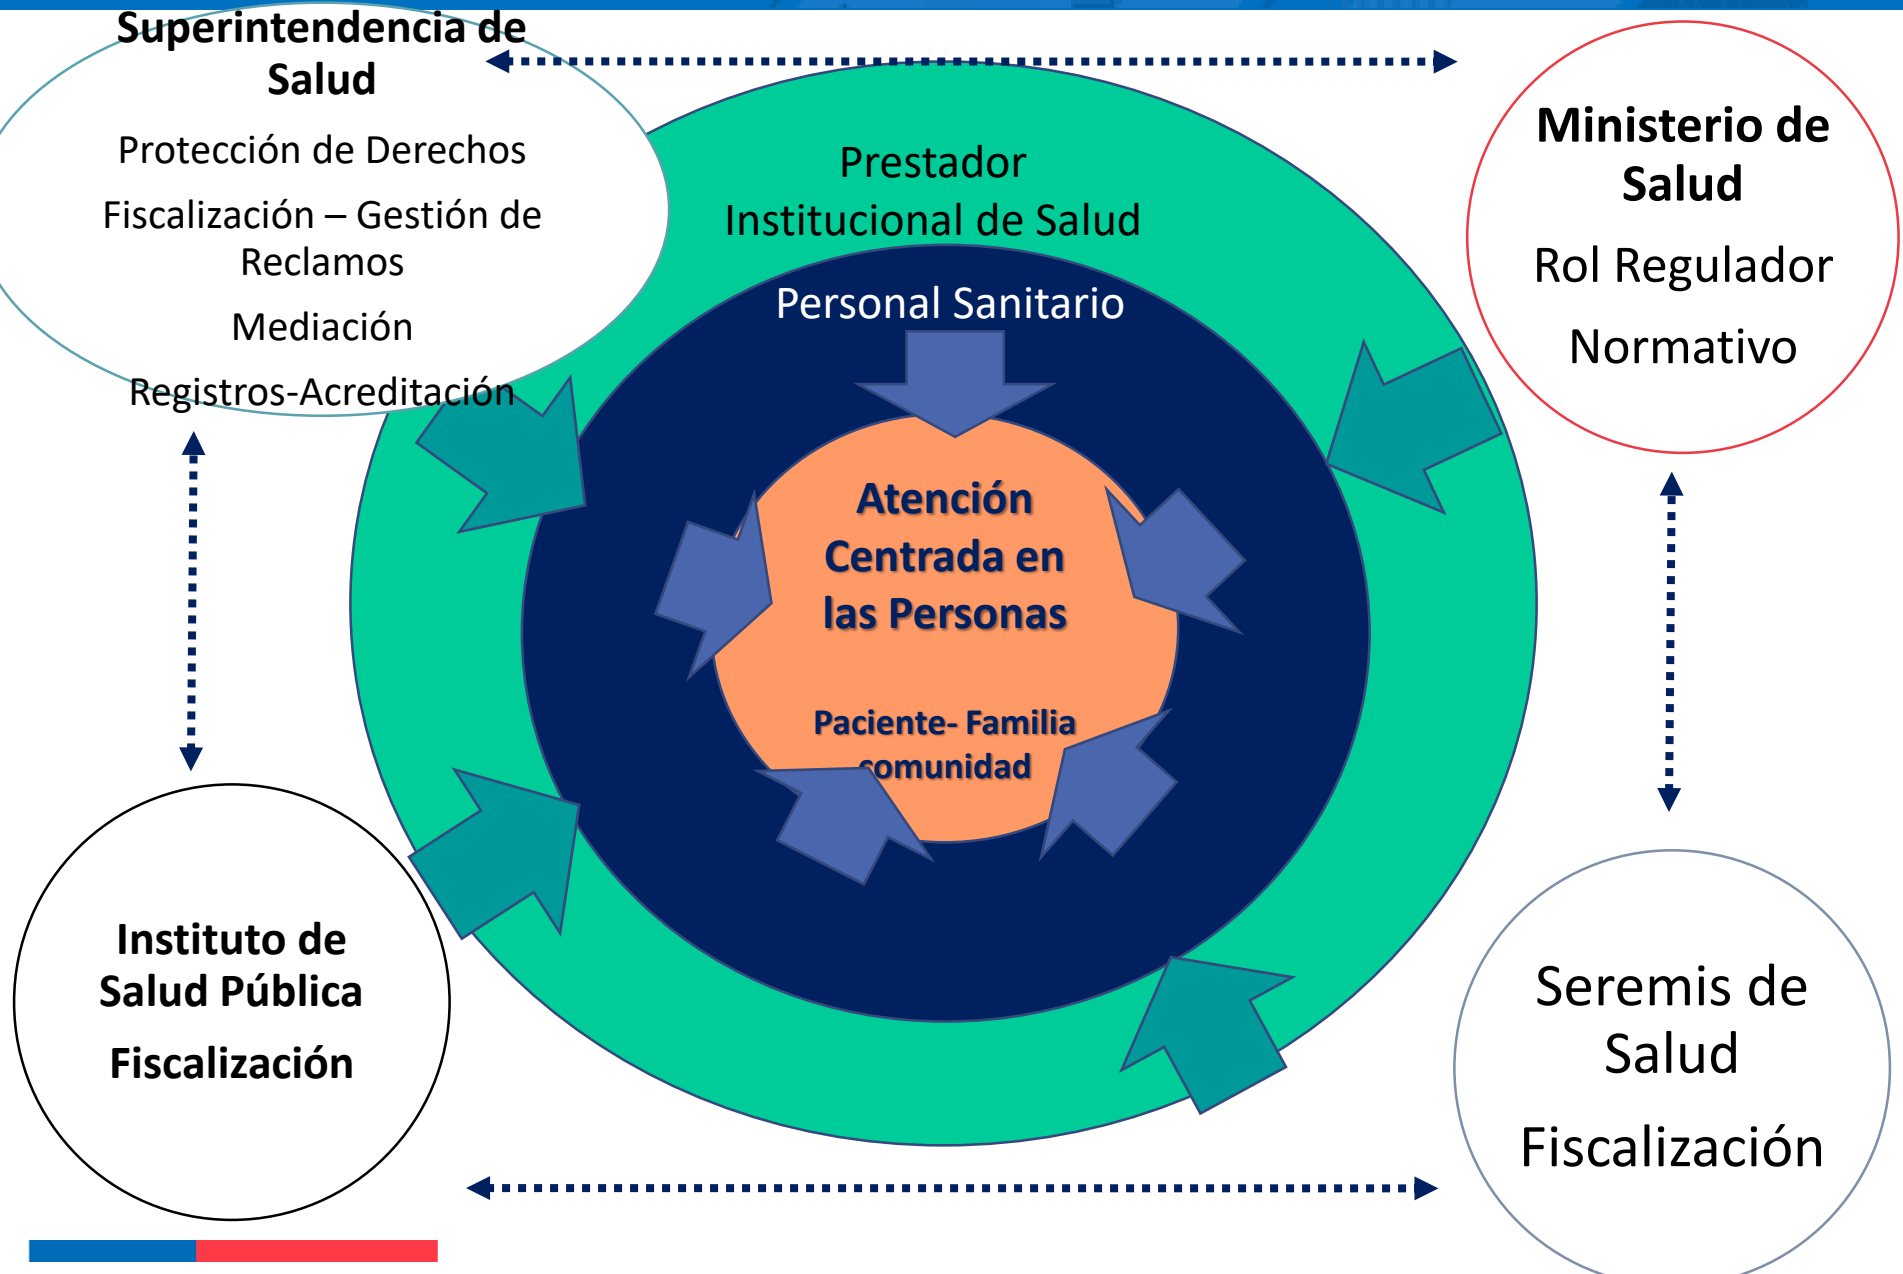 Superintendencia de
Salud
Protección de Derechos
Fiscalización – Gestión de
Reclamos
Mediación
Registros-Acreditación
Prestador
Institucional de Salud
Personal Sanitario
Atención
Centrada en
las Personas
Paciente- Familia
comunidad
Ministerio de
Salud
Rol Regulador
Normativo
Instituto de
Salud Pública
Fiscalización
Seremis de
Salud
Fiscalización